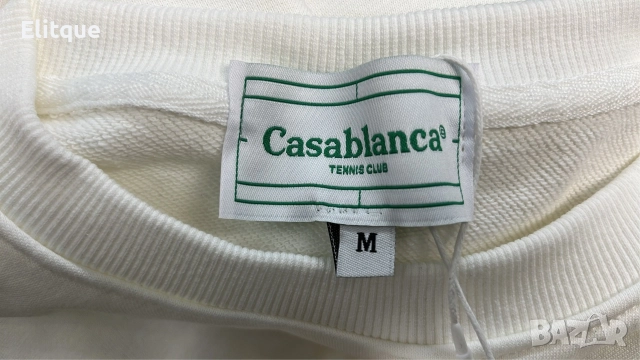 Elitque
Casablanca®
TENNIS CLUB
M
BAZAR